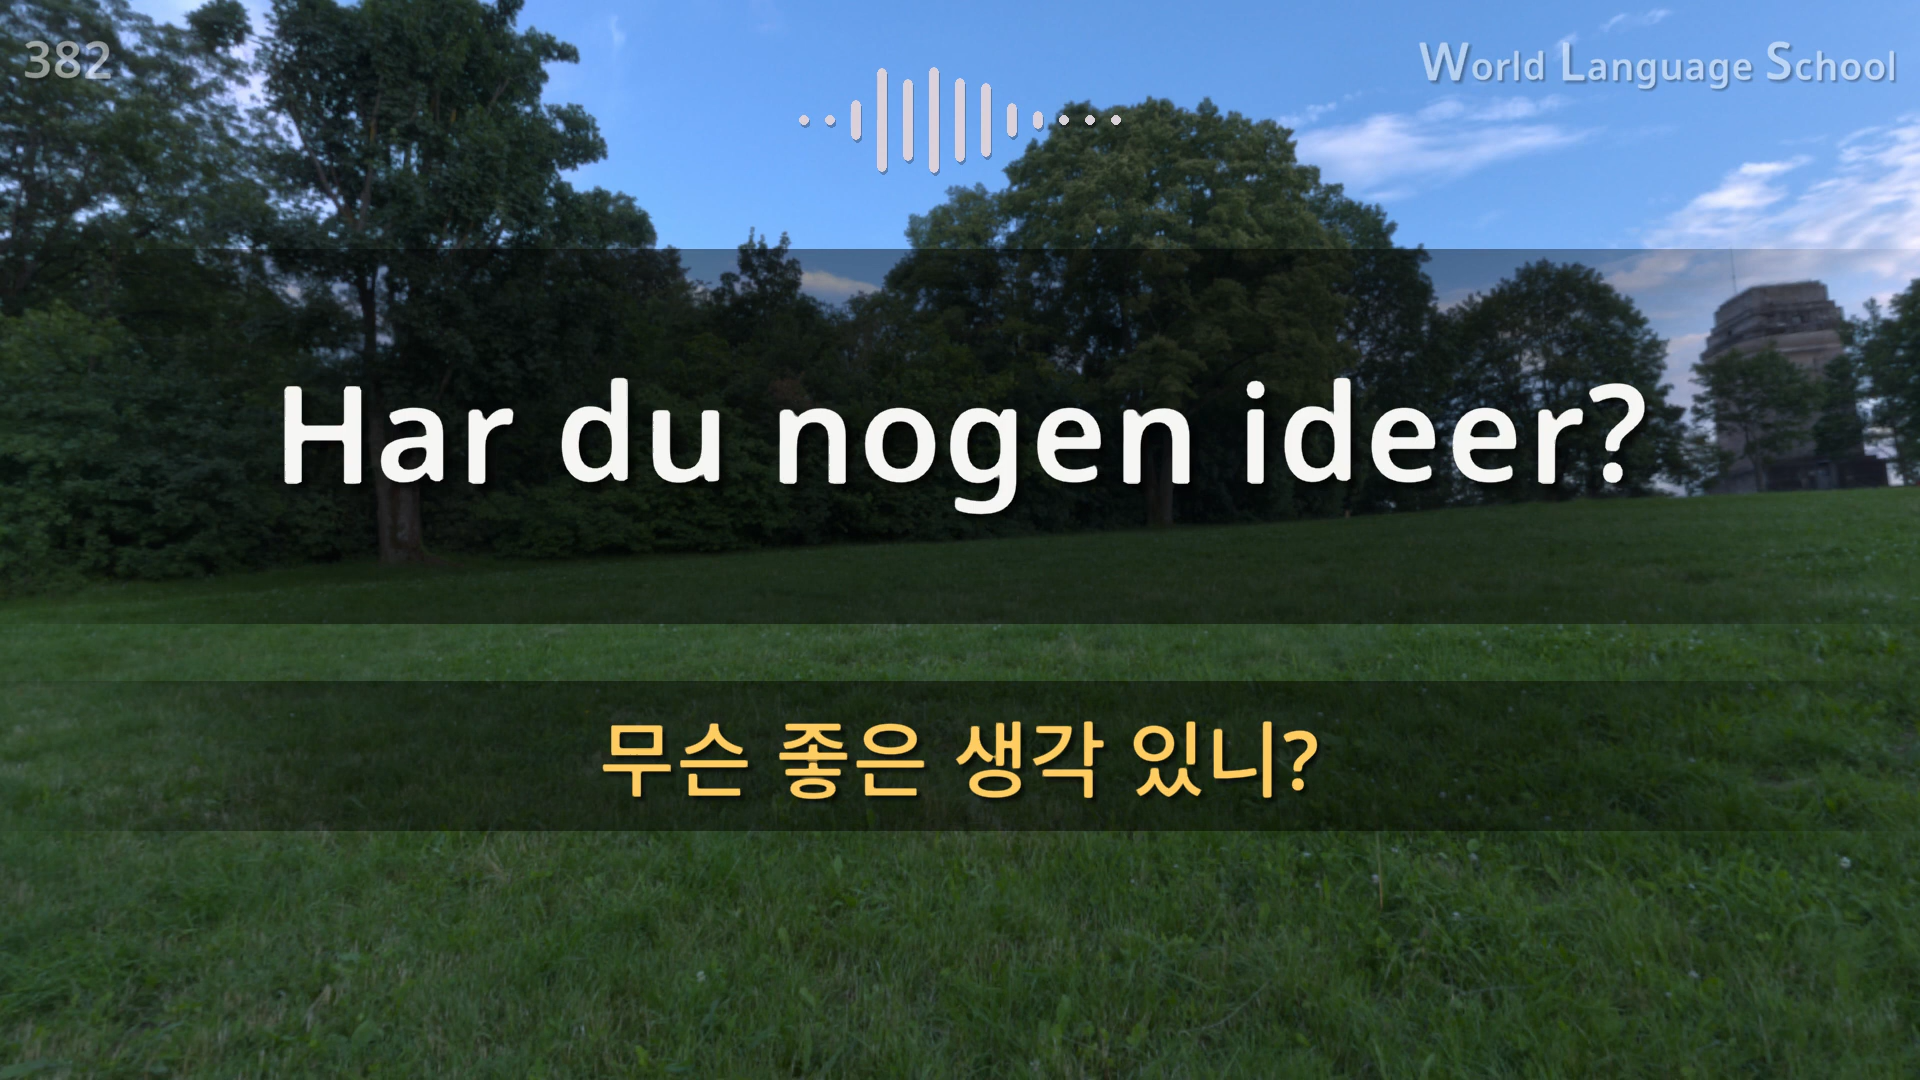 382
World Language School
Har du nogen ideer?
무슨 좋은 생각 있니?